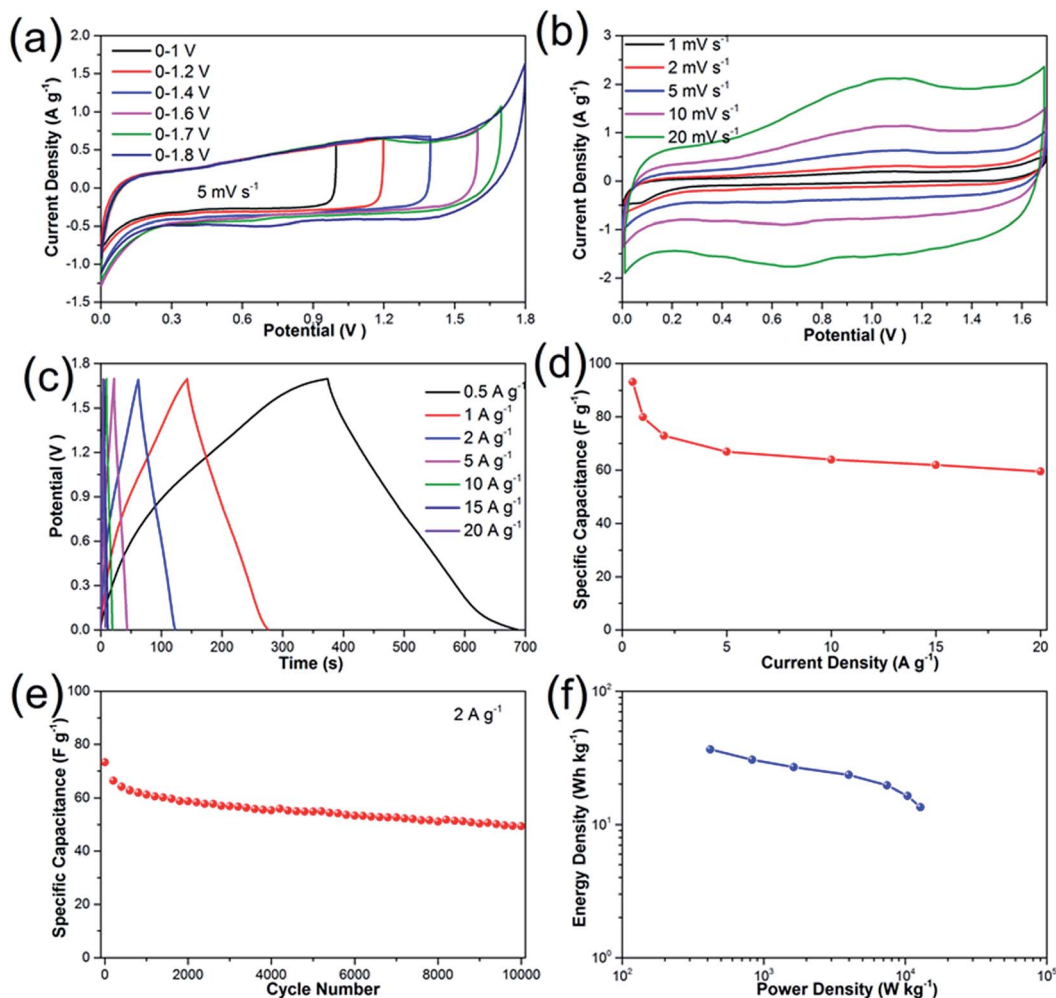 (a)
0-1 V
0-1.2 V
0-1.4 V
0-1.6 V
0-1.7 V
0-1.8 V
5 mV s⁻¹
Current Density (A g⁻¹)
2.0
1.5
1.0
0.5
0.0
-0.5
-1.0
-1.5
0.0 0.3 0.6 0.9 1.2 1.5 1.8
Potential (V )
(b)
1 mV s⁻¹
2 mV s⁻¹
5 mV s⁻¹
10 mV s⁻¹
20 mV s⁻¹
Current Density (A g⁻¹)
3
2
1
0
-1
-2
0.0 0.2 0.4 0.6 0.8 1.0 1.2 1.4 1.6
Potential (V )
(c)
0.5 A g⁻¹
1 A g⁻¹
2 A g⁻¹
5 A g⁻¹
10 A g⁻¹
15 A g⁻¹
20 A g⁻¹
Potential (V)
1.8
1.5
1.2
0.9
0.6
0.3
0.0
0 100 200 300 400 500 600 700
Time (s)
(d)
Specific Capacitance (F g⁻¹)
100
80
60
40
20
0
0 5 10 15 20
Current Density (A g⁻¹)
(e)
2 A g⁻¹
Specific Capacitance (F g⁻¹)
100
80
60
40
20
0
0 2000 4000 6000 8000 10000
Cycle Number
(f)
Energy Density (Wh kg⁻¹)
10²
10¹
10⁰
10² 10³ 10⁴ 10⁵
Power Density (W kg⁻¹)